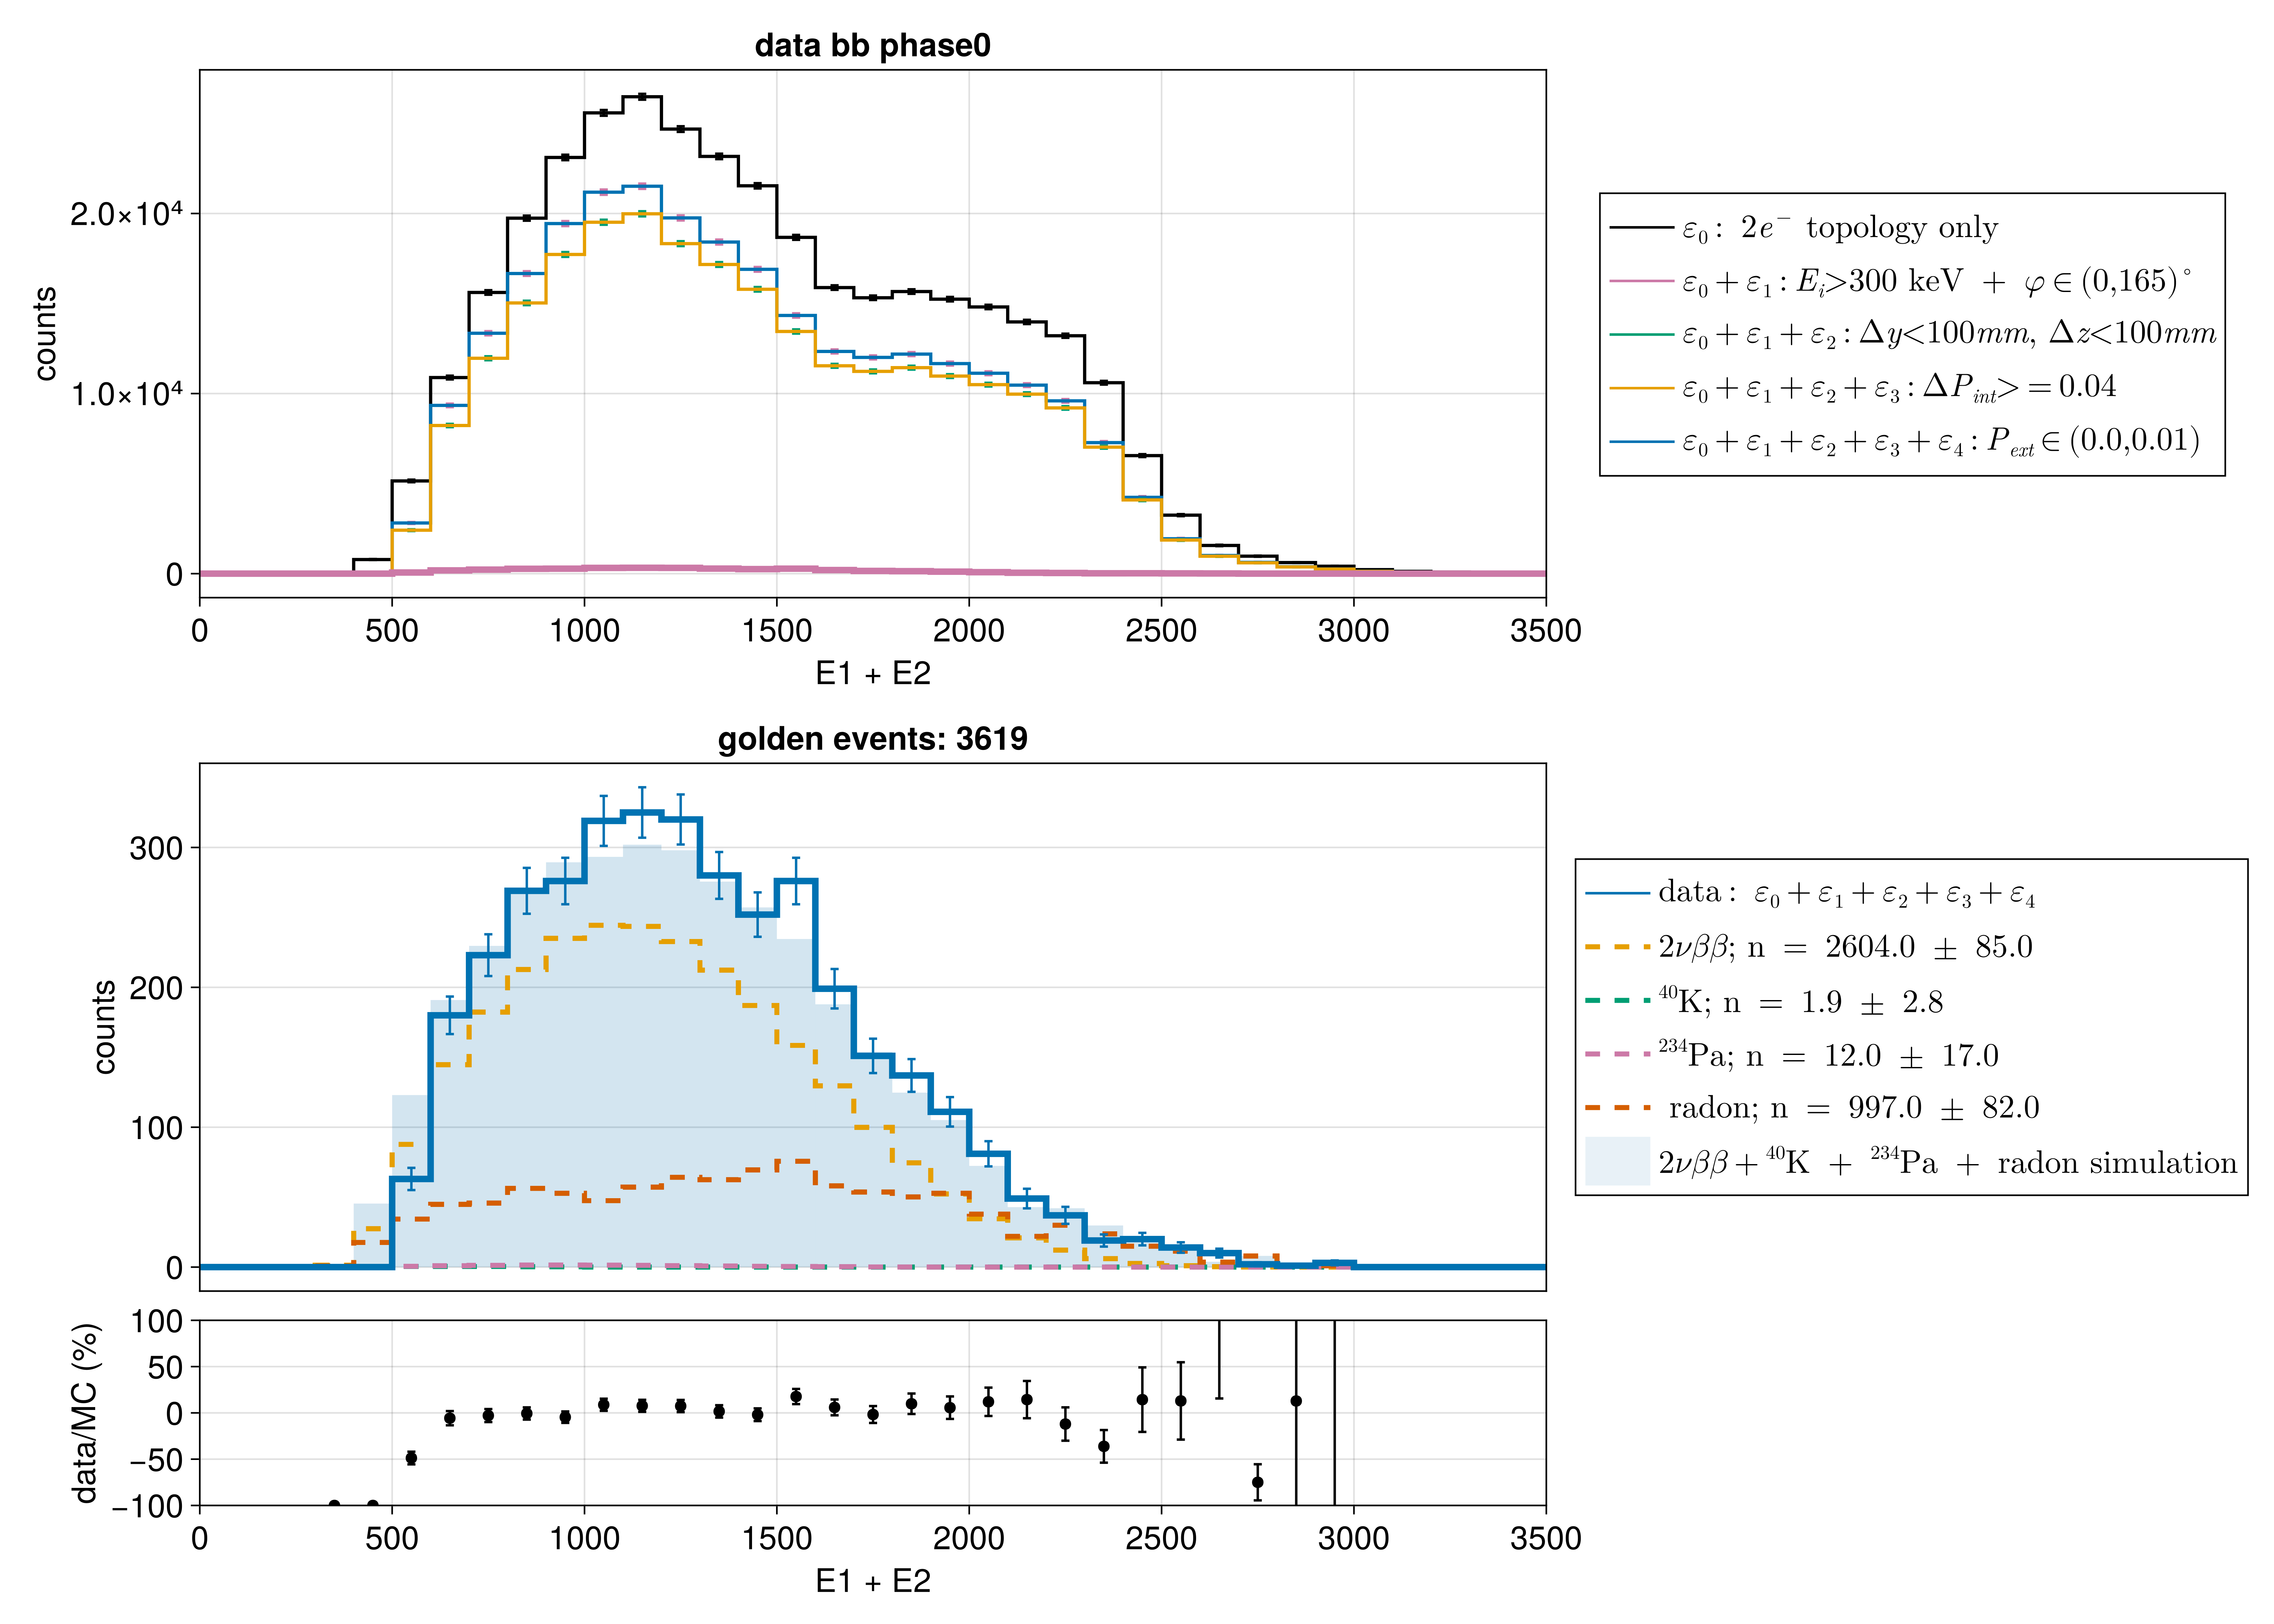 data bb phase0
counts
2.0×10⁴
1.0×10⁴
0
0 500 1000 1500 2000 2500 3000 3500
E1 + E2
ε₀ : 2e⁻ topology only
ε₀ + ε₁ : Eᵢ>300 keV + φ ∈ (0,165)°
ε₀ + ε₁ + ε₂ : Δy<100mm, Δz<100mm
ε₀ + ε₁ + ε₂ + ε₃ : ΔP_int> = 0.04
ε₀ + ε₁ + ε₂ + ε₃ + ε₄ : P_ext ∈ (0.0,0.01)
golden events: 3619
counts
300
200
100
0
data : ε₀ + ε₁ + ε₂ + ε₃ + ε₄
2νββ; n = 2604.0 ± 85.0
⁴⁰K; n = 1.9 ± 2.8
²³⁴Pa; n = 12.0 ± 17.0
radon; n = 997.0 ± 82.0
2νββ + ⁴⁰K + ²³⁴Pa + radon simulation
data/MC (%)
100
50
0
−50
−100
0 500 1000 1500 2000 2500 3000 3500
E1 + E2